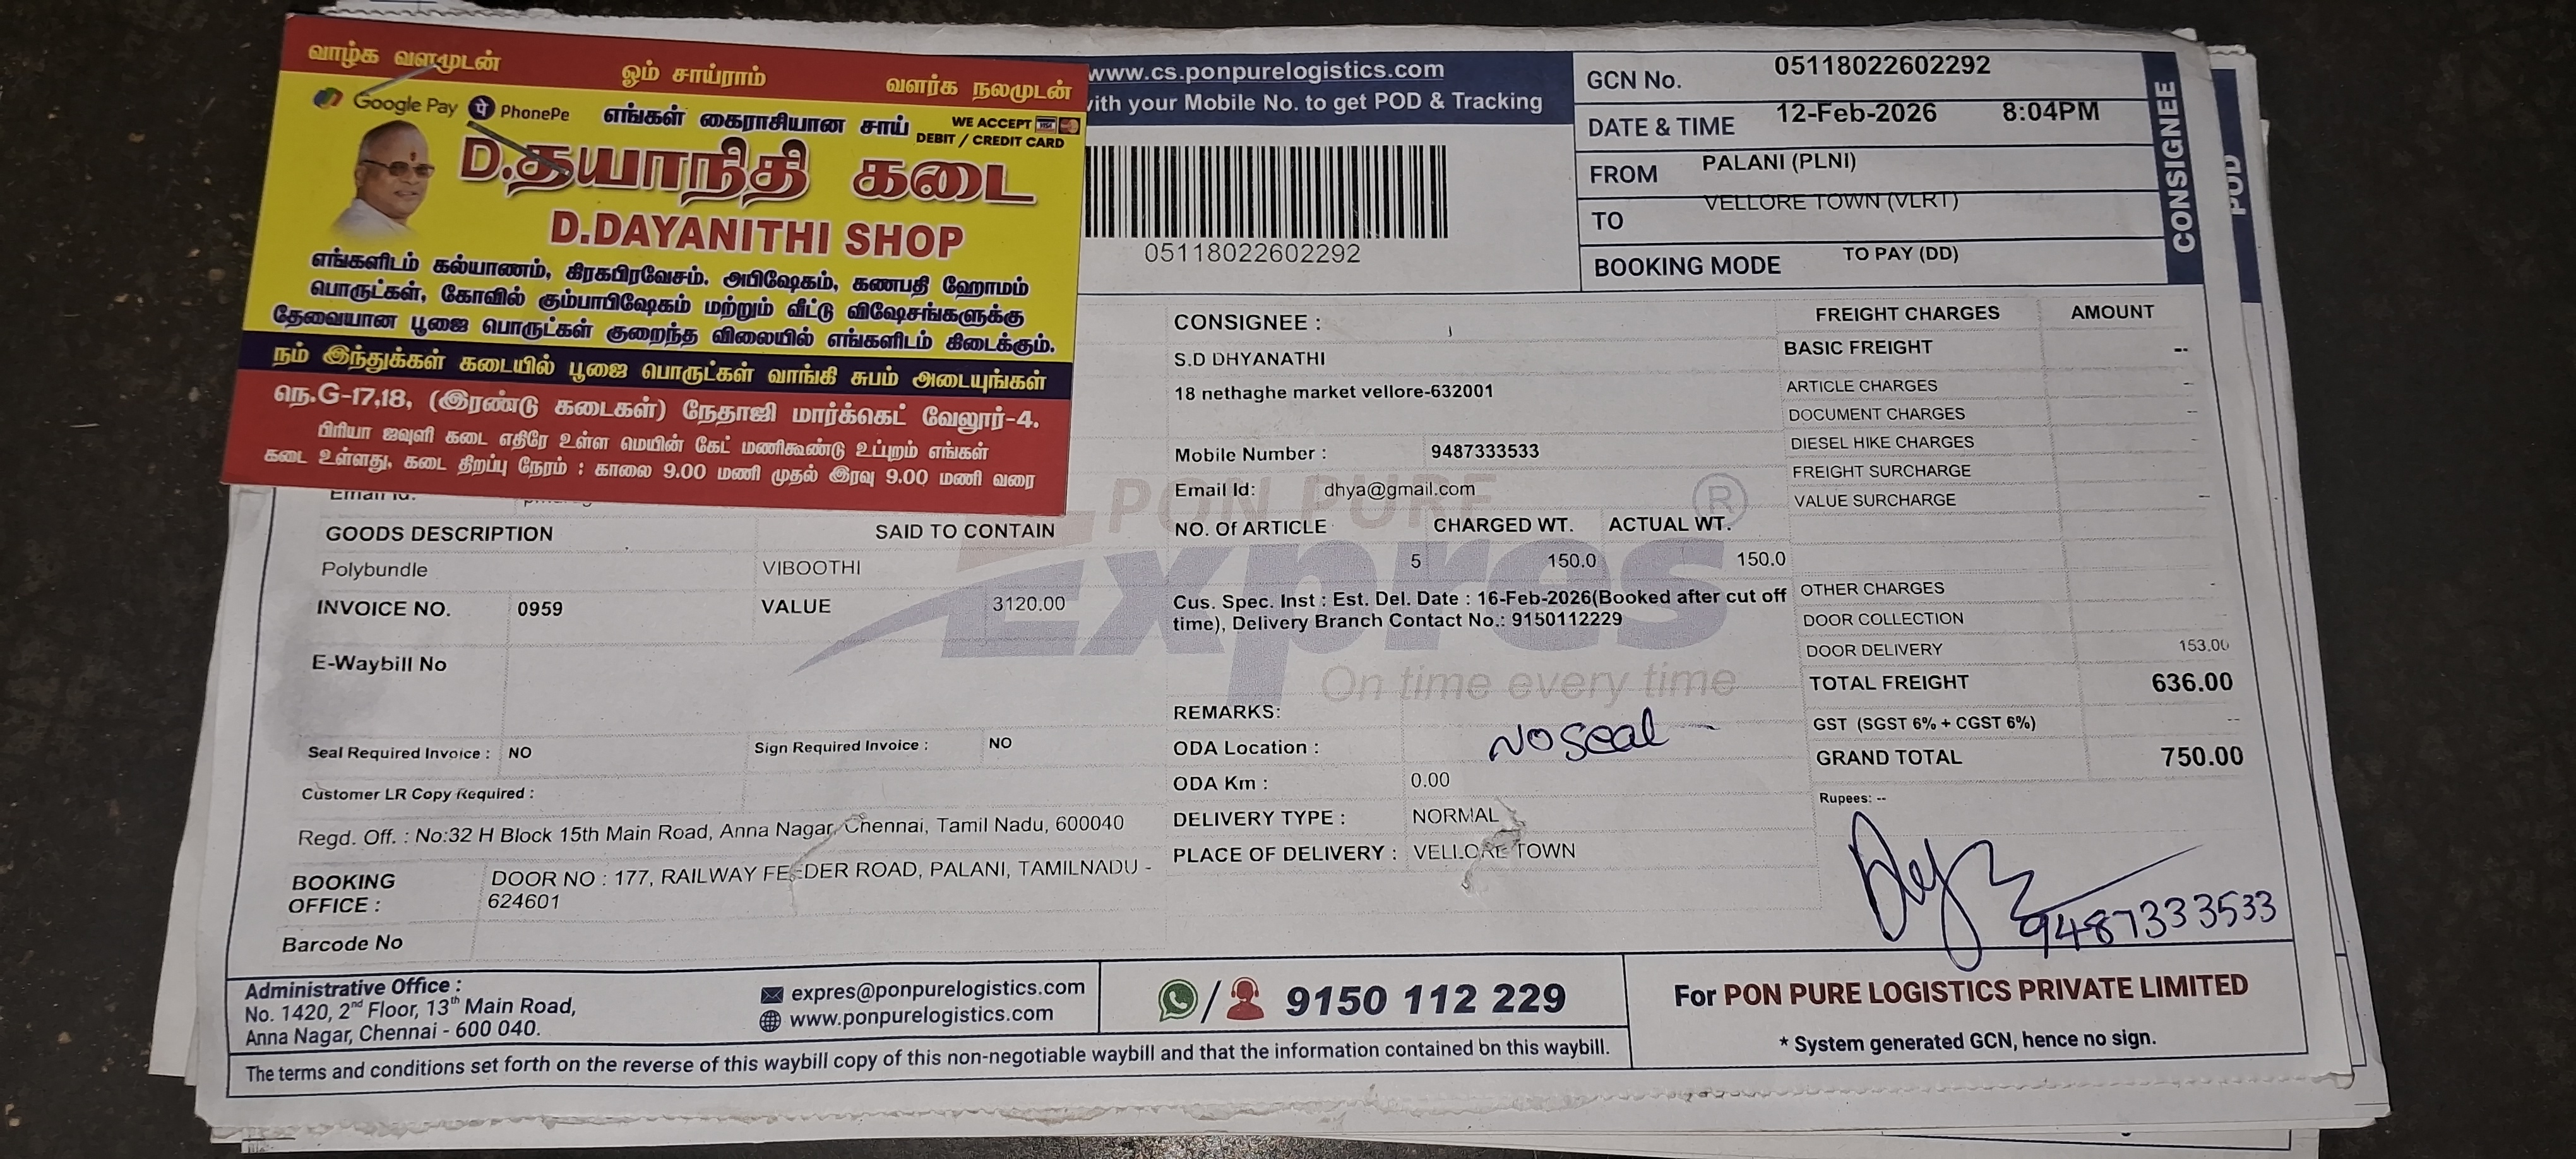 வாழ்க வளமுடன் ஓம் சாய்ராம் வளர்க நலமுடன்
Google Pay PhonePe எங்கள் கைராசியான சாய் WE ACCEPT
DEBIT / CREDIT CARD
D.தயாநிதி கடை
D.DAYANITHI SHOP
எங்களிடம் கல்யாணம், கிரகபிரவேசம், அபிஷேகம், கணபதி ஹோமம்
பொருட்கள், கோவில் கும்பாபிஷேகம் மற்றும் வீட்டு விஷேசங்களுக்கு
தேவையான பூஜை பொருட்கள் குறைந்த விலையில் எங்களிடம் கிடைக்கும்.
நம் இந்துக்கள் கடையில் பூஜை பொருட்கள் வாங்கி சுபம் அடையுங்கள்
நெ.G-17,18, (இரண்டு கடைகள்) நேதாஜி மார்க்கெட் வேலூர்-4.
பிரியா ஜவுளி கடை எதிரே உள்ள மெயின் கேட் மணிகூண்டு உட்புறம் எங்கள்
கடை உள்ளது, கடை திறப்பு நேரம் : காலை 9.00 மணி முதல் இரவு 9.00 மணி வரை
www.cs.ponpurelogistics.com
with your Mobile No. to get POD & Tracking
05118022602292
GCN No. 05118022602292
DATE & TIME 12-Feb-2026 8:04PM
FROM PALANI (PLNI)
TO VELLORE TOWN (VLRT)
BOOKING MODE TO PAY (DD)
CONSIGNEE
POD
CONSIGNEE :
S.D DHYANATHI
18 nethaghe market vellore-632001
Mobile Number : 9487333533
Email Id: dhya@gmail.com
Email Id:
GOODS DESCRIPTION SAID TO CONTAIN
Polybundle VIBOOTHI
INVOICE NO. 0959 VALUE 3120.00
E-Waybill No
Seal Required Invoice : NO Sign Required Invoice : NO
Customer LR Copy Required :
Regd. Off. : No:32 H Block 15th Main Road, Anna Nagar, Chennai, Tamil Nadu, 600040
BOOKING OFFICE : DOOR NO : 177, RAILWAY FEEDER ROAD, PALANI, TAMILNADU -
624601
Barcode No
NO. Of ARTICLE CHARGED WT. ACTUAL WT.
5 150.0 150.0
Cus. Spec. Inst : Est. Del. Date : 16-Feb-2026(Booked after cut off
time), Delivery Branch Contact No.: 9150112229
PON PURE ®
Expres
On time every time
REMARKS:
No Seal
ODA Location :
ODA Km : 0.00
DELIVERY TYPE : NORMAL
PLACE OF DELIVERY : VELLORE TOWN
FREIGHT CHARGES AMOUNT
BASIC FREIGHT --
ARTICLE CHARGES -
DOCUMENT CHARGES --
DIESEL HIKE CHARGES -
FREIGHT SURCHARGE -
VALUE SURCHARGE --
OTHER CHARGES -
DOOR COLLECTION -
DOOR DELIVERY 153.00
TOTAL FREIGHT 636.00
GST (SGST 6% + CGST 6%) --
GRAND TOTAL 750.00
Rupees: --
9487333533
Administrative Office :
No. 1420, 2nd Floor, 13th Main Road,
Anna Nagar, Chennai - 600 040.
expres@ponpurelogistics.com
www.ponpurelogistics.com
/ 9150 112 229
For PON PURE LOGISTICS PRIVATE LIMITED
* System generated GCN, hence no sign.
The terms and conditions set forth on the reverse of this waybill copy of this non-negotiable waybill and that the information contained on this waybill.